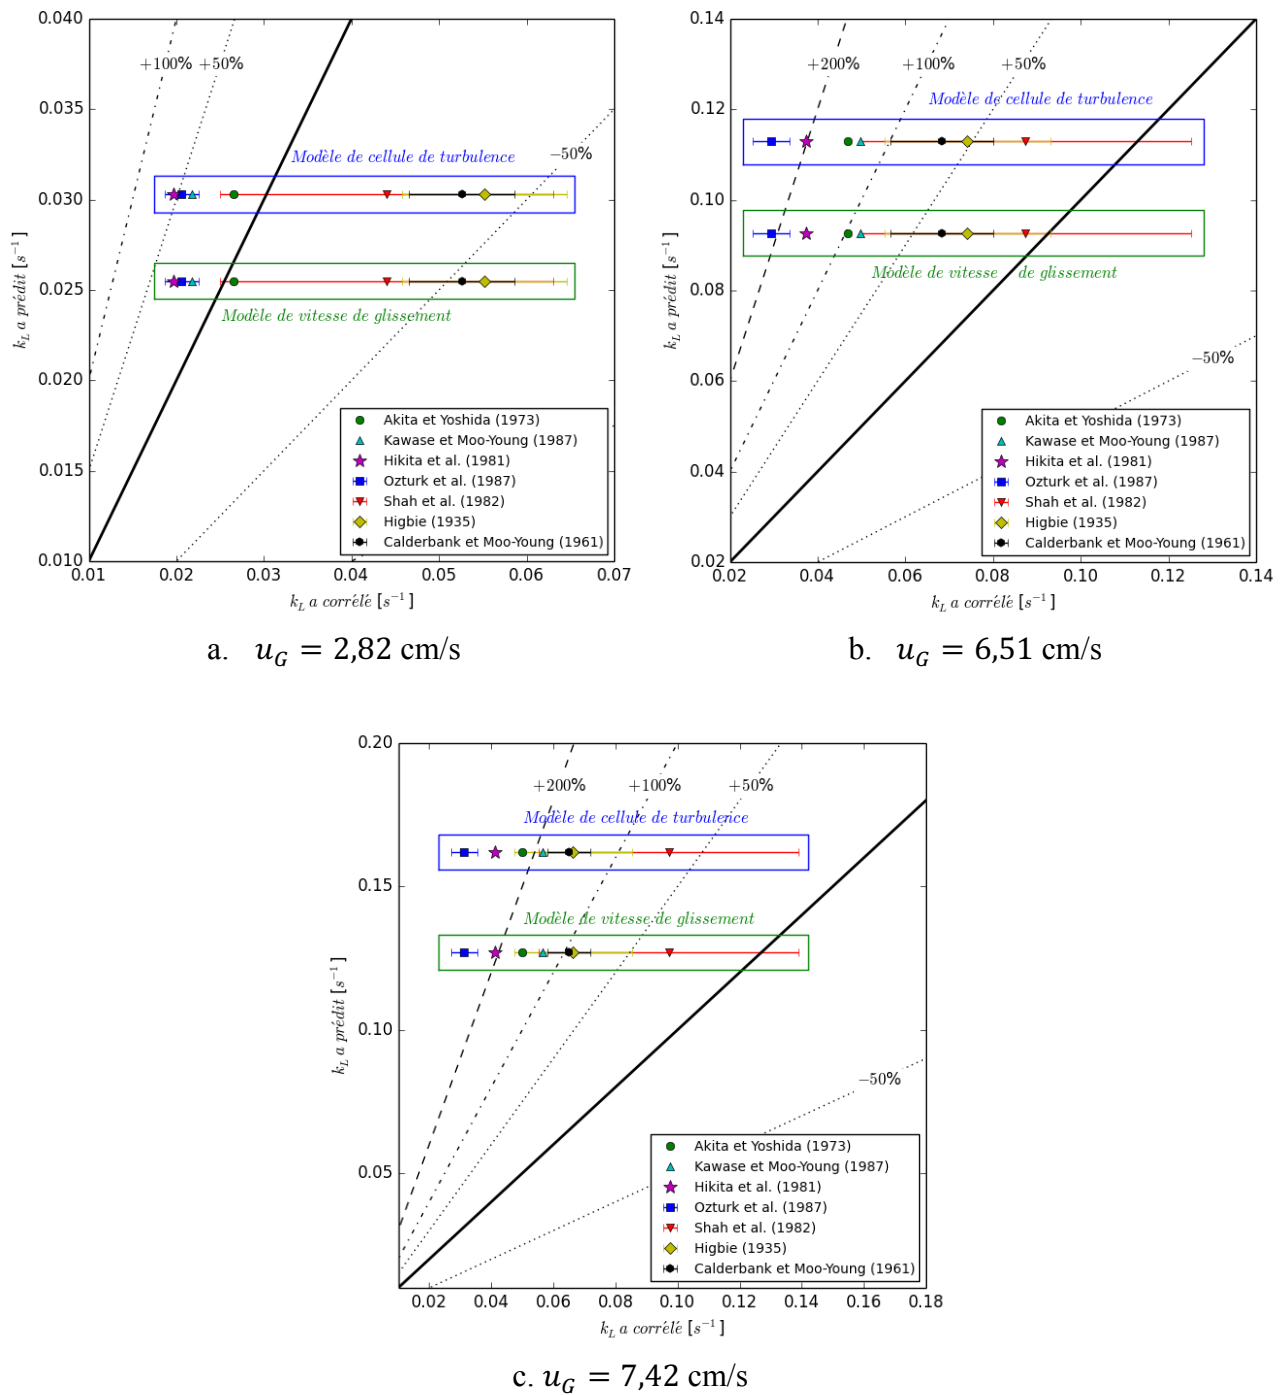 0.040
0.035
0.030
0.025
0.020
0.015
0.010
0.01 0.02 0.03 0.04 0.05 0.06 0.07
k_L a prédit [s^{-1}]
k_L a corrélé [s^{-1}]
+100% +50%
-50%
Modèle de cellule de turbulence
Modèle de vitesse de glissement
Akita et Yoshida (1973)
Kawase et Moo-Young (1987)
Hikita et al. (1981)
Ozturk et al. (1987)
Shah et al. (1982)
Higbie (1935)
Calderbank et Moo-Young (1961)
a. u_G = 2,82 cm/s
0.14
0.12
0.10
0.08
0.06
0.04
0.02
0.02 0.04 0.06 0.08 0.10 0.12 0.14
k_L a prédit [s^{-1}]
k_L a corrélé [s^{-1}]
+200% +100% +50%
-50%
Modèle de cellule de turbulence
Modèle de vitesse de glissement
Akita et Yoshida (1973)
Kawase et Moo-Young (1987)
Hikita et al. (1981)
Ozturk et al. (1987)
Shah et al. (1982)
Higbie (1935)
Calderbank et Moo-Young (1961)
b. u_G = 6,51 cm/s
0.20
0.15
0.10
0.05
0.02 0.04 0.06 0.08 0.10 0.12 0.14 0.16 0.18
k_L a prédit [s^{-1}]
k_L a corrélé [s^{-1}]
+200% +100% +50%
-50%
Modèle de cellule de turbulence
Modèle de vitesse de glissement
Akita et Yoshida (1973)
Kawase et Moo-Young (1987)
Hikita et al. (1981)
Ozturk et al. (1987)
Shah et al. (1982)
Higbie (1935)
Calderbank et Moo-Young (1961)
c. u_G = 7,42 cm/s